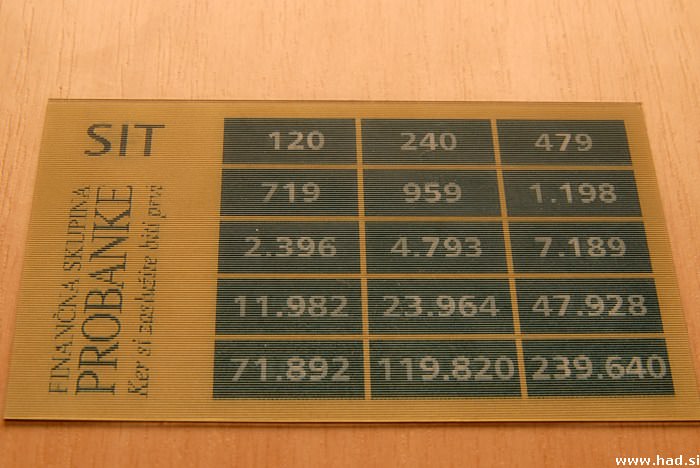 SIT
FINANČNA SKUPINA
PROBANKE
Ker si zaslužite biti prvi
120 240 479
719 959 1.198
2.396 4.793 7.189
11.982 23.964 47.928
71.892 119.820 239.640
www.had.si